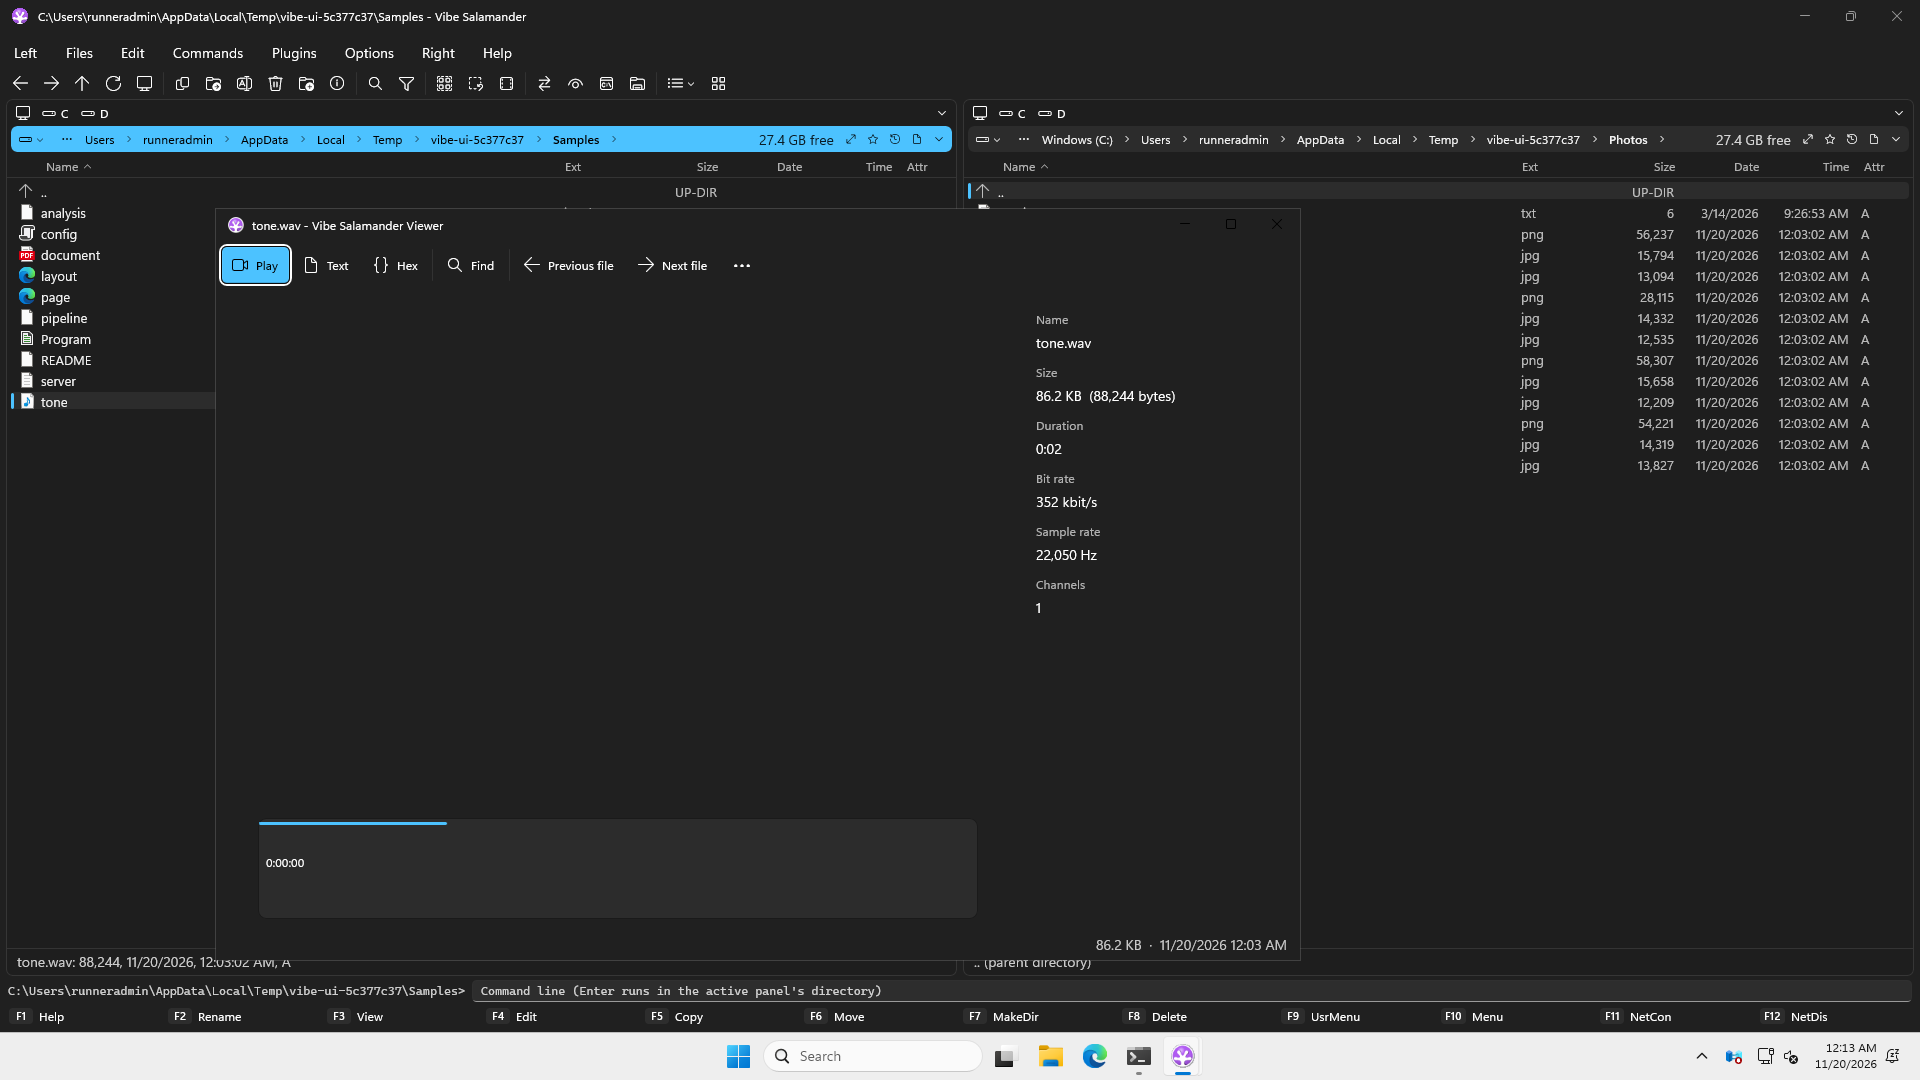 C:\Users\runneradmin\AppData\Local\Temp\vibe-ui-5c377c37\Samples - Vibe Salamander
Left Files Edit Commands Plugins Options Right Help
C D
Users runneradmin AppData Local Temp vibe-ui-5c377c37 Samples 27.4 GB free
Name Ext Size Date Time Attr
.. UP-DIR
analysis
config
document
layout
page
pipeline
Program
README
server
tone
C D
Windows (C:) Users runneradmin AppData Local Temp vibe-ui-5c377c37 Photos 27.4 GB free
Name Ext Size Date Time Attr
.. UP-DIR
txt 6 3/14/2026 9:26:53 AM A
png 56,237 11/20/2026 12:03:02 AM A
jpg 15,794 11/20/2026 12:03:02 AM A
jpg 13,094 11/20/2026 12:03:02 AM A
png 28,115 11/20/2026 12:03:02 AM A
jpg 14,332 11/20/2026 12:03:02 AM A
jpg 12,535 11/20/2026 12:03:02 AM A
png 58,307 11/20/2026 12:03:02 AM A
jpg 15,658 11/20/2026 12:03:02 AM A
jpg 12,209 11/20/2026 12:03:02 AM A
png 54,221 11/20/2026 12:03:02 AM A
jpg 14,319 11/20/2026 12:03:02 AM A
jpg 13,827 11/20/2026 12:03:02 AM A
tone.wav - Vibe Salamander Viewer
Play Text Hex Find Previous file Next file
Name
tone.wav
Size
86.2 KB (88,244 bytes)
Duration
0:02
Bit rate
352 kbit/s
Sample rate
22,050 Hz
Channels
1
0:00:00
86.2 KB · 11/20/2026 12:03 AM
tone.wav: 88,244, 11/20/2026, 12:03:02 AM, A
.. (parent directory)
C:\Users\runneradmin\AppData\Local\Temp\vibe-ui-5c377c37\Samples> Command line (Enter runs in the active panel's directory)
F1 Help F2 Rename F3 View F4 Edit F5 Copy F6 Move F7 MakeDir F8 Delete F9 UsrMenu F10 Menu F11 NetCon F12 NetDis
Search
12:13 AM
11/20/2026